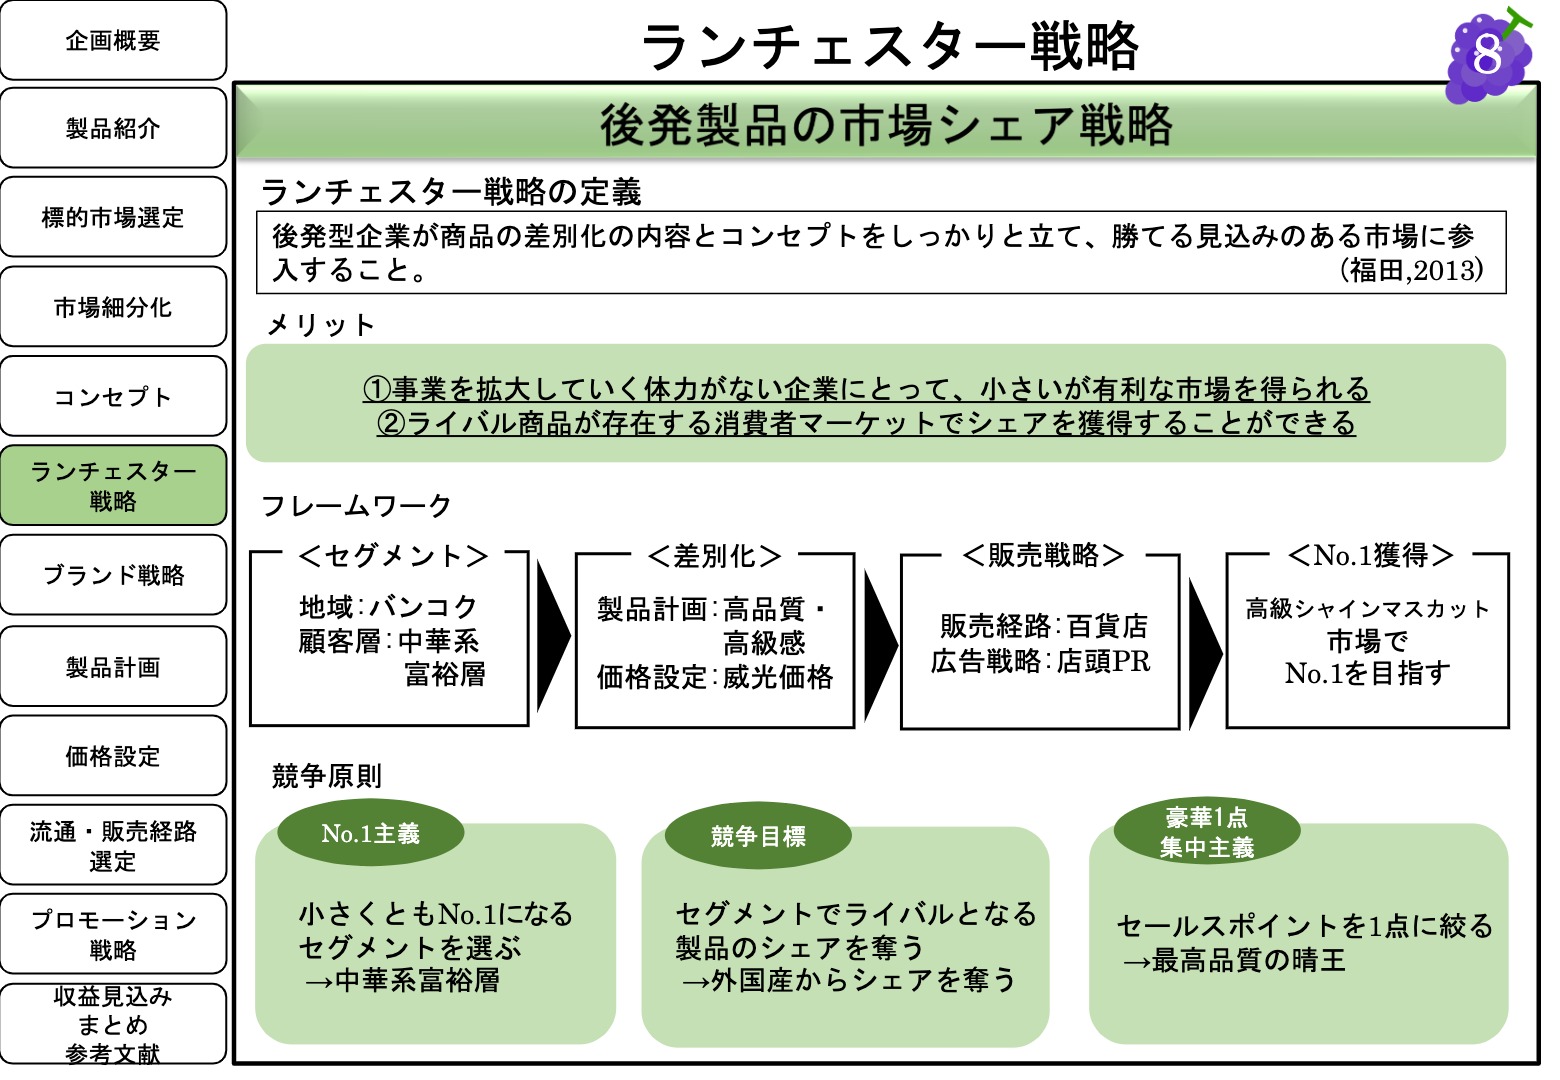 企画概要
製品紹介
標的市場選定
市場細分化
コンセプト
ランチェスター
戦略
ブランド戦略
製品計画
価格設定
流通・販売経路
選定
プロモーション
戦略
収益見込み
まとめ
参考文献
ランチェスター戦略
8
後発製品の市場シェア戦略
ランチェスター戦略の定義
後発型企業が商品の差別化の内容とコンセプトをしっかりと立て、勝てる見込みのある市場に参
入すること。 (福田,2013)
メリット
①事業を拡大していく体力がない企業にとって、小さいが有利な市場を得られる
②ライバル商品が存在する消費者マーケットでシェアを獲得することができる
フレームワーク
＜セグメント＞
地域：バンコク
顧客層：中華系
富裕層
＜差別化＞
製品計画：高品質・
高級感
価格設定：威光価格
＜販売戦略＞
販売経路：百貨店
広告戦略：店頭PR
＜No.1獲得＞
高級シャインマスカット
市場で
No.1を目指す
競争原則
No.1主義
小さくともNo.1になる
セグメントを選ぶ
→中華系富裕層
競争目標
セグメントでライバルとなる
製品のシェアを奪う
→外国産からシェアを奪う
豪華1点
集中主義
セールスポイントを1点に絞る
→最高品質の晴王